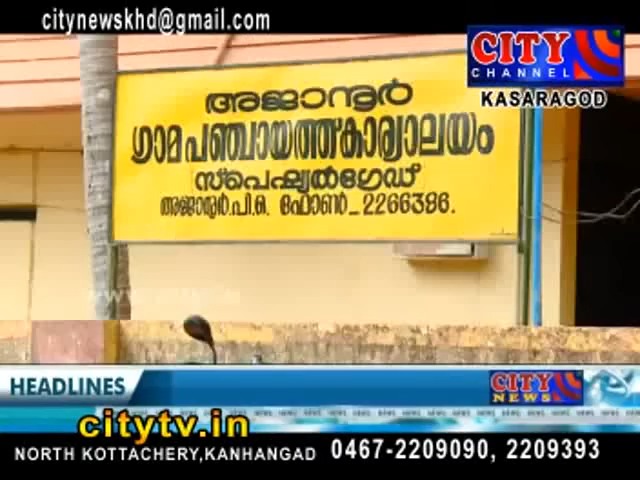 citynewskhd@gmail.com
CITY
CHANNEL
KASARAGOD
അജാനൂർ
ഗ്രാമപഞ്ചായത്ത്കാര്യാലയം
സ്പെഷ്യൽഗ്രേഡ്
അജാനൂർ.പി.ഒ. ഫോൺ_2266386.
HEADLINES
CITY
NEWS
citytv.in
NORTH KOTTACHERY,KANHANGAD 0467-2209090, 2209393